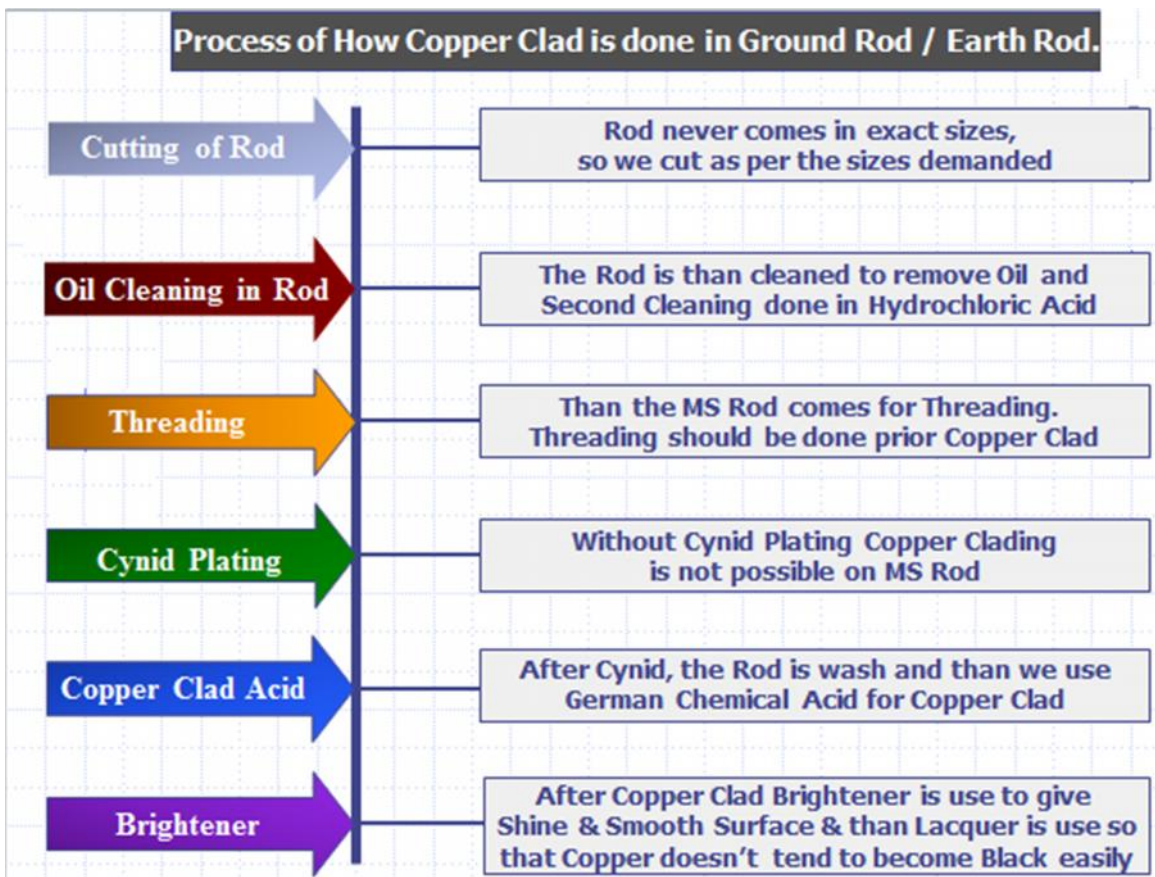 Process of How Copper Clad is done in Ground Rod / Earth Rod.
Cutting of Rod
Rod never comes in exact sizes,
so we cut as per the sizes demanded
Oil Cleaning in Rod
The Rod is than cleaned to remove Oil and
Second Cleaning done in Hydrochloric Acid
Threading
Than the MS Rod comes for Threading.
Threading should be done prior Copper Clad
Cynid Plating
Without Cynid Plating Copper Clading
is not possible on MS Rod
Copper Clad Acid
After Cynid, the Rod is wash and than we use
German Chemical Acid for Copper Clad
Brightener
After Copper Clad Brightener is use to give
Shine & Smooth Surface & than Lacquer is use so
that Copper doesn't tend to become Black easily